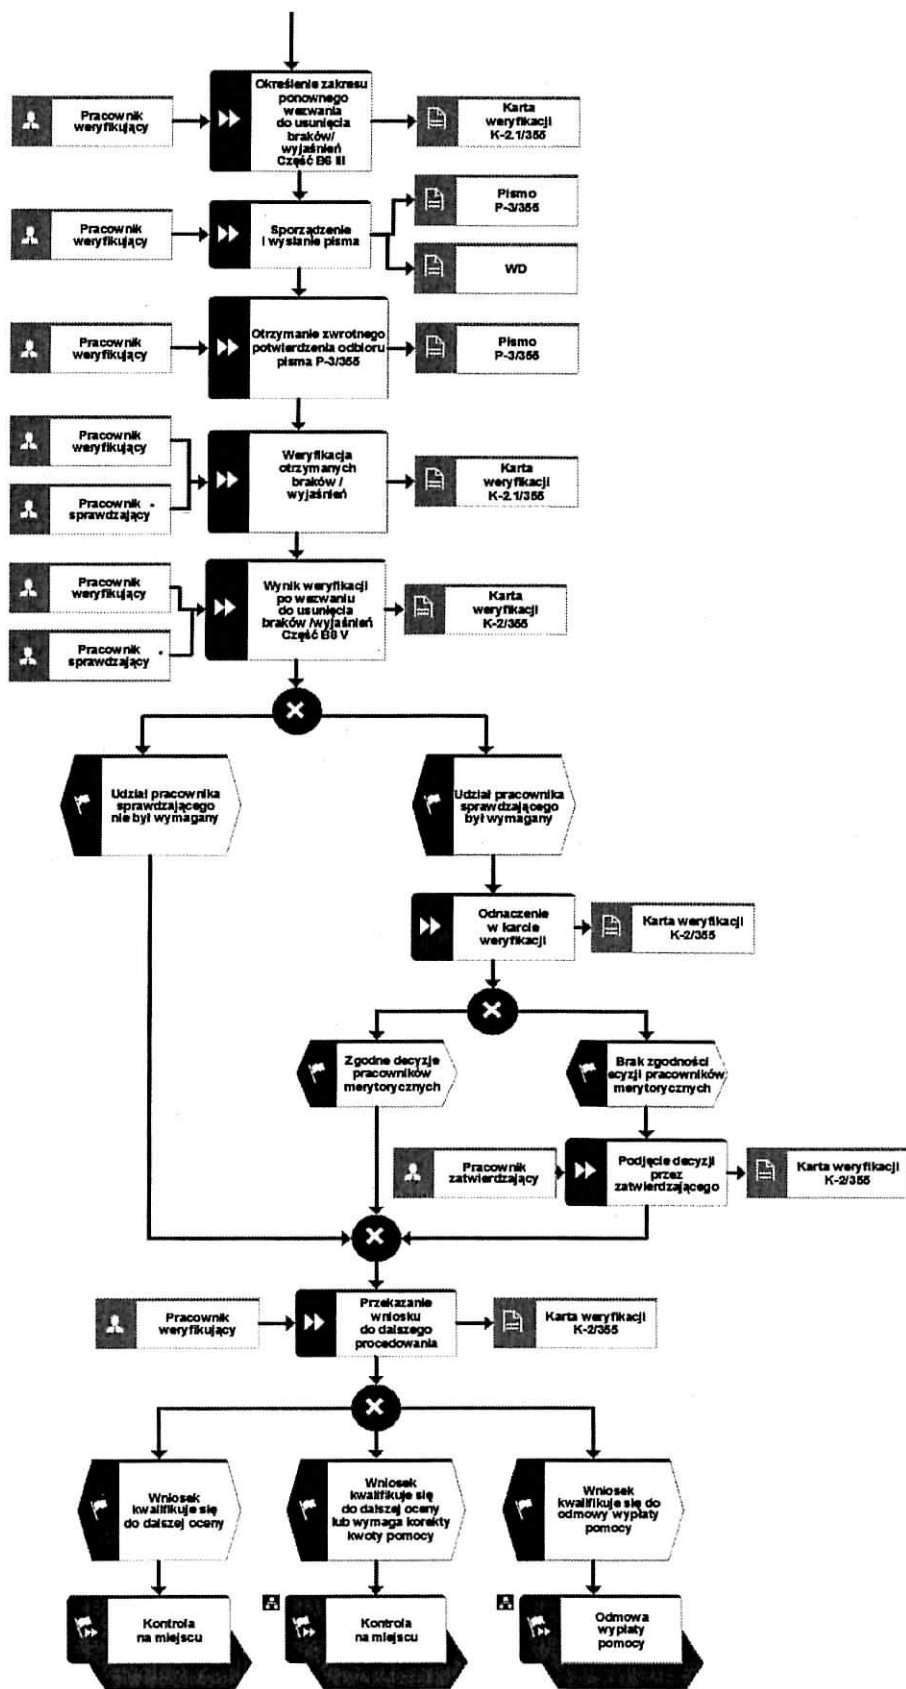 Określenie zakresu
ponownego
wezwania
do usunięcia
braków/
wyjaśnień
Część B6 III
Pracownik
weryfikujący
Karta
weryfikacji
K-2.1/355
Pracownik
weryfikujący
Sporządzenie
i wysłanie pisma
Pismo
P-3/355
WD
Pracownik
weryfikujący
Otrzymanie zwrotnego
potwierdzenia odbioru
pisma P-3/355
Pismo
P-3/355
Pracownik
weryfikujący
Pracownik
sprawdzający *
Weryfikacja
otrzymanych
braków /
wyjaśnień
Karta
weryfikacji
K-2.1/355
Pracownik
weryfikujący
Pracownik
sprawdzający *
Wynik weryfikacji
po wezwaniu
do usunięcia
braków /wyjaśnień
Część B8 V
Karta
weryfikacji
K-2/355
Udział pracownika
sprawdzającego
nie był wymagany
Udział pracownika
sprawdzającego
był wymagany
Odnaczenie
w karcie
weryfikacji
Karta weryfikacji
K-2/355
Zgodne decyzje
pracowników
merytorycznych
Brak zgodności
ecyzji pracowników
merytorycznych
Pracownik
zatwierdzający
Podjęcie decyzji
przez
zatwierdzającego
Karta weryfikacji
K-2/355
Pracownik
weryfikujący
Przekazanie
wniosku
do dalszego
procedowania
Karta weryfikacji
K-2/355
Wniosek
kwalifikuje się
do dalszej oceny
Wniosek
kwalifikuje się
do dalszej oceny
lub wymaga korekty
kwoty pomocy
Wniosek
kwalifikuje się do
odmowy wypłaty
pomocy
Kontrola
na miejscu
Kontrola
na miejscu
Odmowa
wypłaty
pomocy